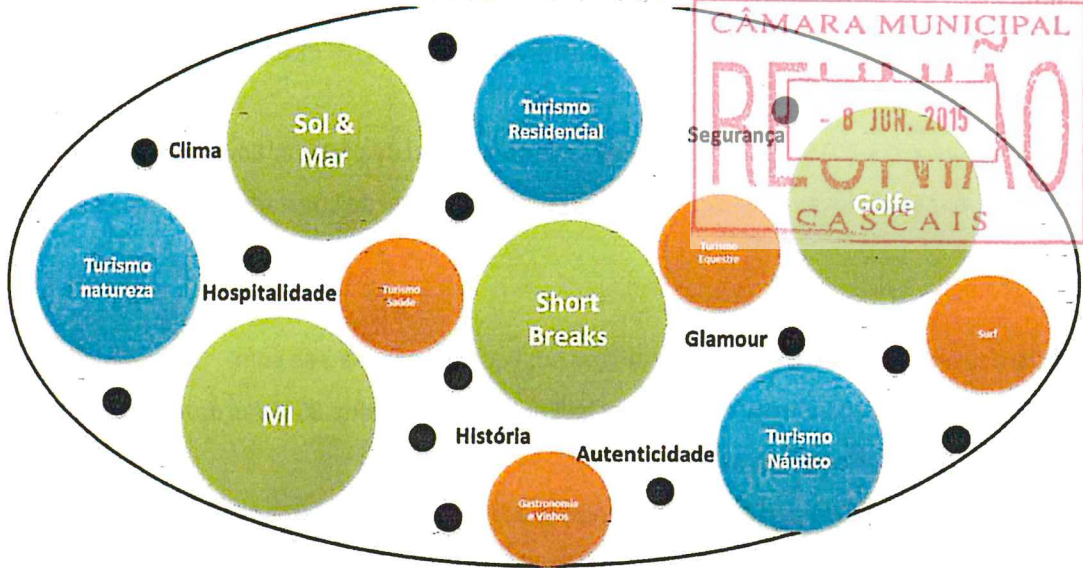 CÂMARA MUNICIPAL
REUNIÃO
- 8 JUN. 2015
REUNIÃO
CASCAIS
Sol &
Mar
Turismo
Residencial
Segurança
Clima
Golfe
Turismo
natureza
Hospitalidade
Turismo
Saúde
Short
Breaks
Turismo
Equestre
Glamour
Surf
MI
História
Autenticidade
Turismo
Náutico
Gastronomia
e Vinhos